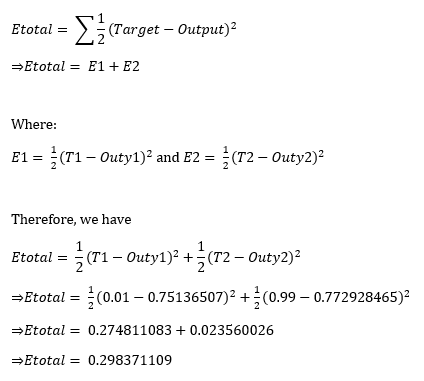 Etotal = ∑ 1/2 (Target − Output)²
⇒Etotal = E1 + E2
Where:
E1 = 1/2 (T1 − Outy1)² and E2 = 1/2 (T2 − Outy2)²
Therefore, we have
Etotal = 1/2 (T1 − Outy1)² + 1/2 (T2 − Outy2)²
⇒Etotal = 1/2 (0.01 − 0.75136507)² + 1/2 (0.99 − 0.772928465)²
⇒Etotal = 0.274811083 + 0.023560026
⇒Etotal = 0.298371109